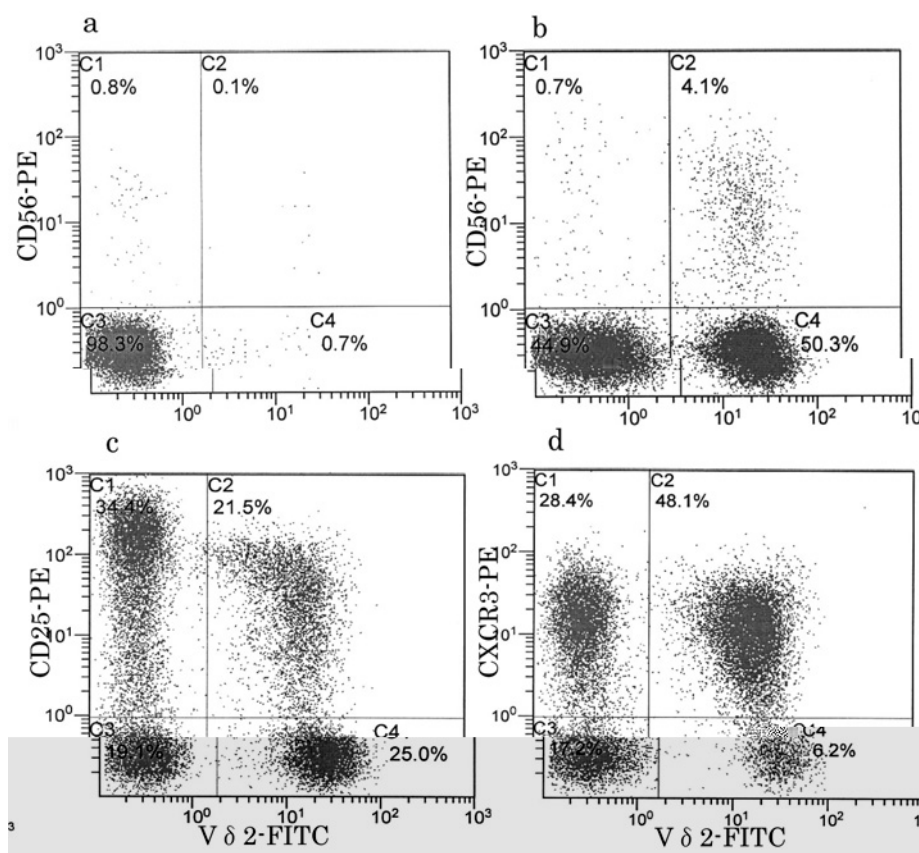 a
CD56-PE
10³
10²
10¹
10⁰
C1
0.8%
C2
0.1%
C3
98.3%
C4
0.7%
10⁰
10¹
10²
10³
b
CD56-PE
10³
10²
10¹
10⁰
C1
0.7%
C2
4.1%
C3
44.9%
C4
50.3%
10⁰
10¹
10²
10
c
CD25-PE
10³
10²
10¹
10⁰
C1
34.4%
C2
21.5%
C3
19.1%
C4
25.0%
10⁰
10¹
10²
10³
V δ 2-FITC
d
CXCR3-PE
10³
10²
10¹
10⁰
C1
28.4%
C2
48.1%
C3
17.2%
C4
6.2%
10⁰
10¹
10²
10
V δ 2-FITC
3